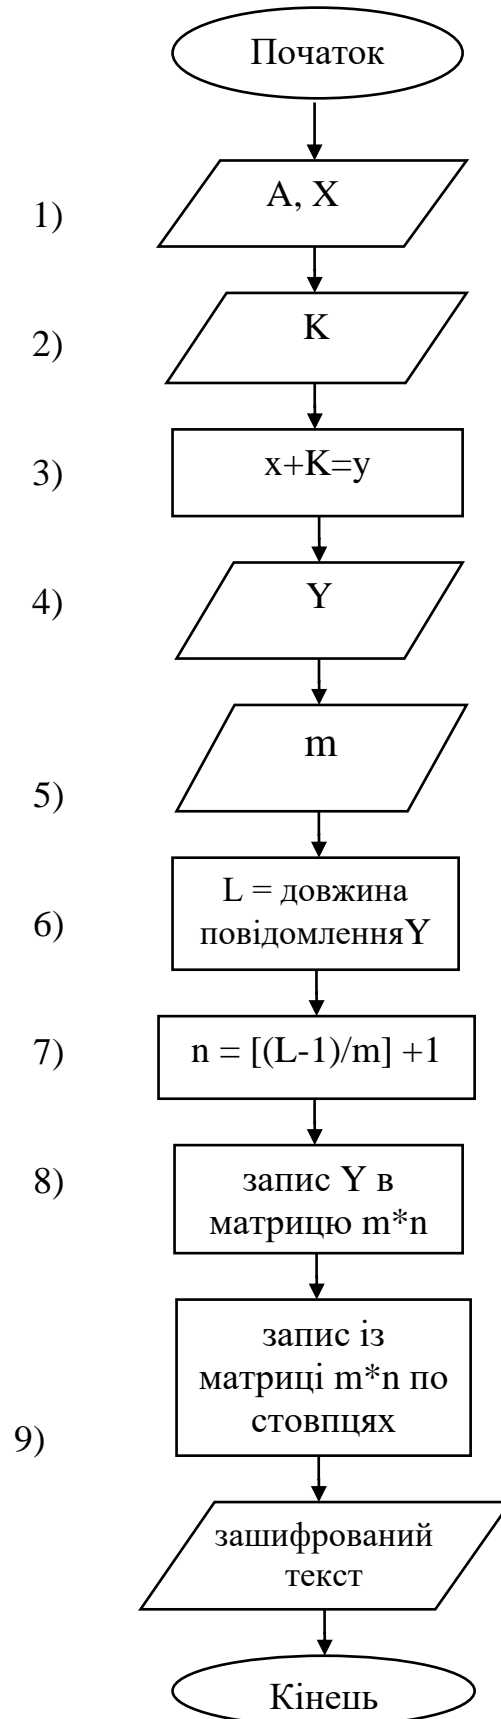 Початок
1)
А, X
2)
K
3)
x+K=y
4)
Y
5)
m
6)
L = довжина
повідомленняY
7)
n = [(L-1)/m] +1
8)
запис Y в
матрицю m*n
запис із
матриці m*n по
стовпцях
9)
зашифрований
текст
Кінець